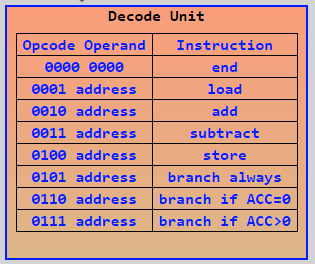 Decode Unit
Opcode Operand Instruction
0000 0000 end
0001 address load
0010 address add
0011 address subtract
0100 address store
0101 address branch always
0110 address branch if ACC=0
0111 address branch if ACC>0